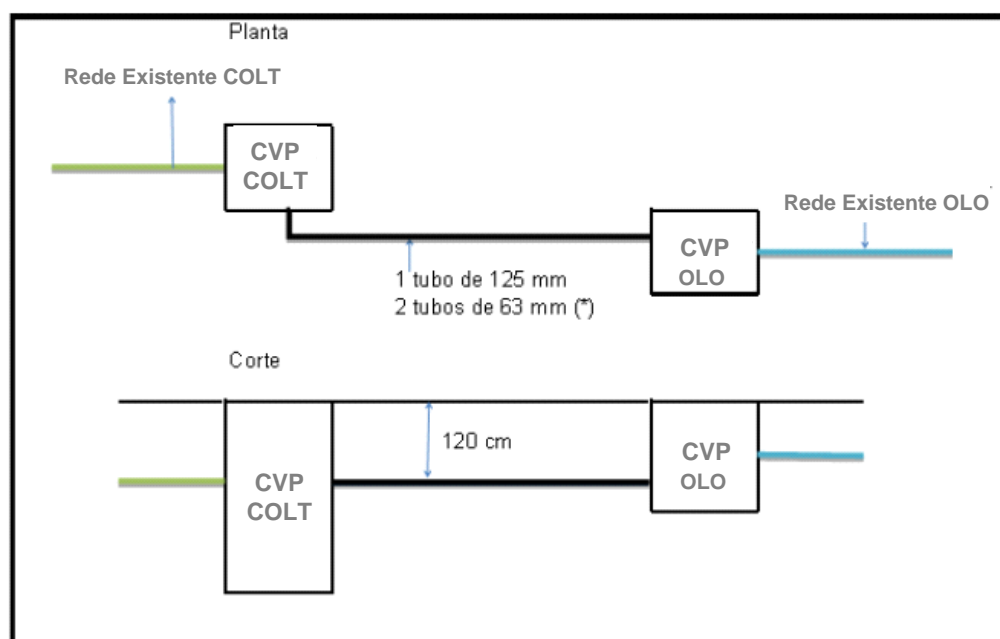 Planta
Rede Existente COLT
CVP
COLT
Rede Existente OLO
CVP
OLO
1 tubo de 125 mm
2 tubos de 63 mm (*)
Corte
120 cm
CVP
COLT
CVP
OLO